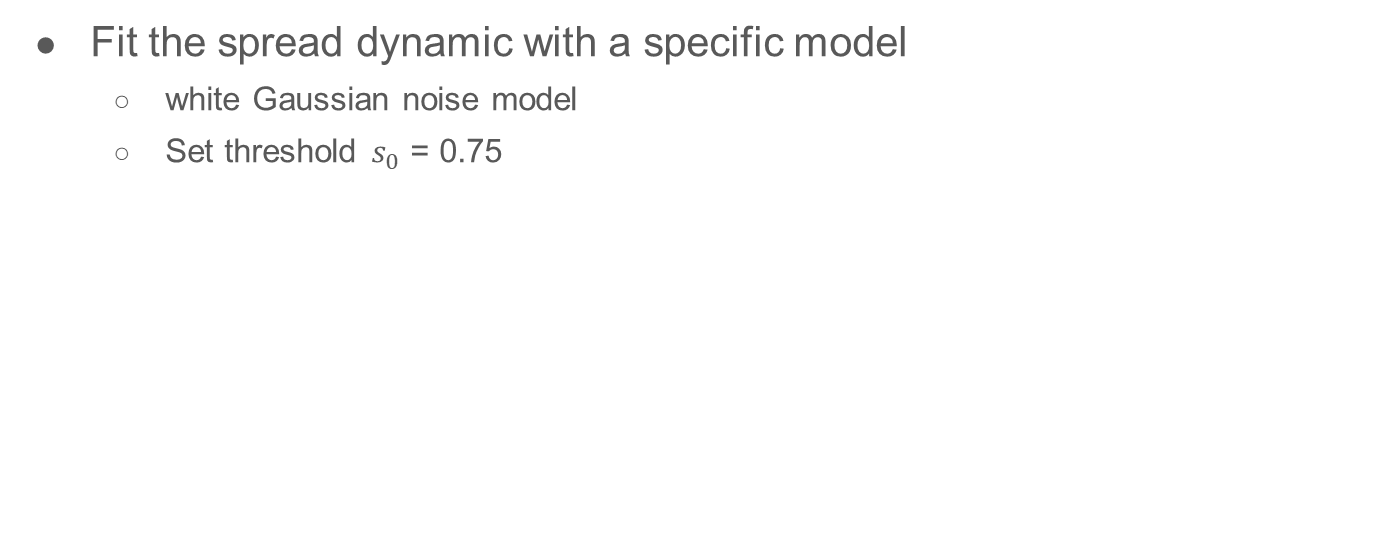 ● Fit the spread dynamic with a specific model
○ white Gaussian noise model
○ Set threshold s₀ = 0.75